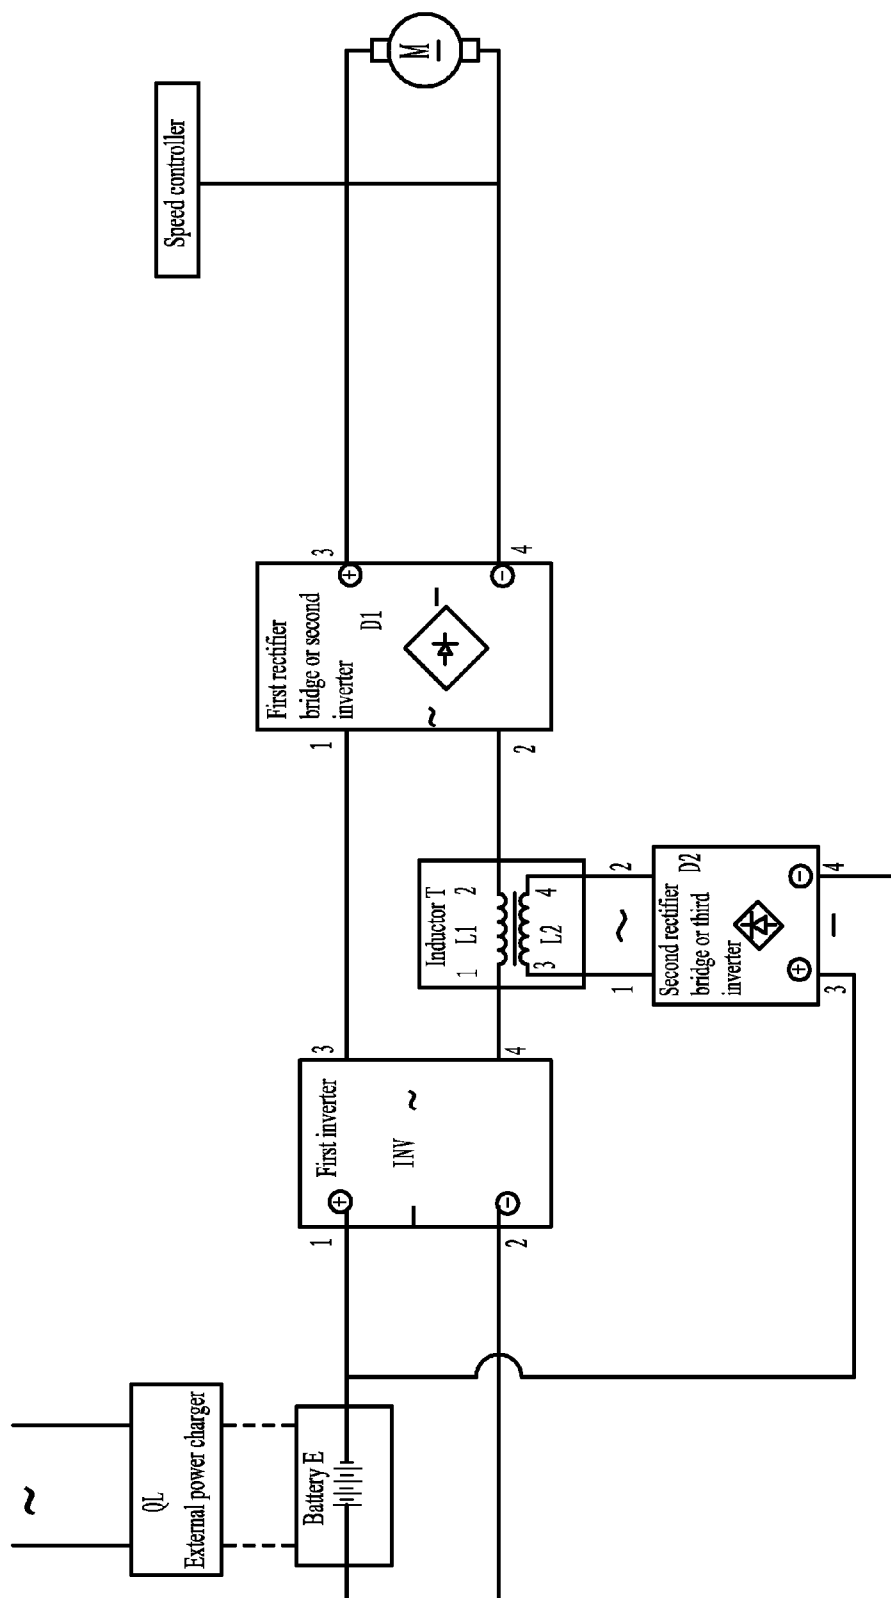 ~
QL
External power charger
Battery E
First inverter
INV
~
1
2
3
4
Inductor T
1 L1 2
3 L2 4
1
~
2
Second rectifier
bridge or third
inverter
D2
3
4
First rectifier
bridge or second
inverter
D1
~
1
2
3
4
Speed controller
M